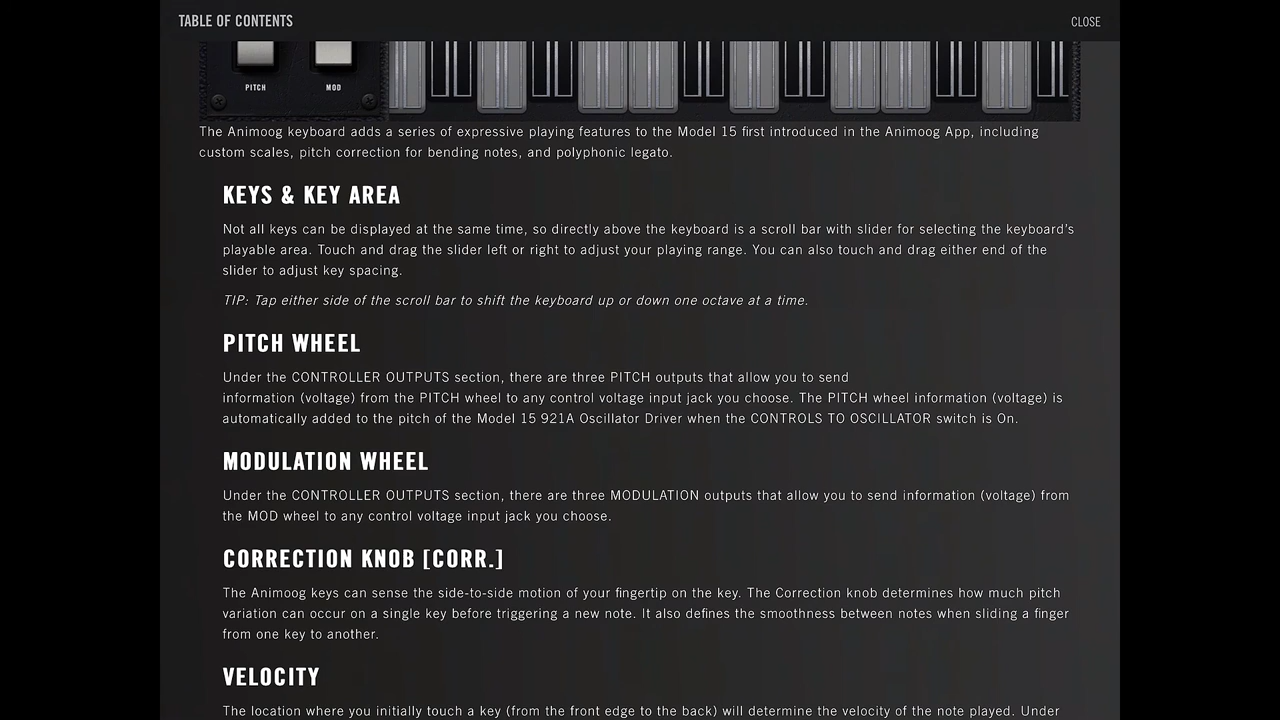 TABLE OF CONTENTS
CLOSE
PITCH
MOD
The Animoog keyboard adds a series of expressive playing features to the Model 15 first introduced in the Animoog App, including
custom scales, pitch correction for bending notes, and polyphonic legato.
KEYS & KEY AREA
Not all keys can be displayed at the same time, so directly above the keyboard is a scroll bar with slider for selecting the keyboard's
playable area. Touch and drag the slider left or right to adjust your playing range. You can also touch and drag either end of the
slider to adjust key spacing.
TIP: Tap either side of the scroll bar to shift the keyboard up or down one octave at a time.
PITCH WHEEL
Under the CONTROLLER OUTPUTS section, there are three PITCH outputs that allow you to send
information (voltage) from the PITCH wheel to any control voltage input jack you choose. The PITCH wheel information (voltage) is
automatically added to the pitch of the Model 15 921A Oscillator Driver when the CONTROLS TO OSCILLATOR switch is On.
MODULATION WHEEL
Under the CONTROLLER OUTPUTS section, there are three MODULATION outputs that allow you to send information (voltage) from
the MOD wheel to any control voltage input jack you choose.
CORRECTION KNOB [CORR.]
The Animoog keys can sense the side-to-side motion of your fingertip on the key. The Correction knob determines how much pitch
variation can occur on a single key before triggering a new note. It also defines the smoothness between notes when sliding a finger
from one key to another.
VELOCITY
The location where you initially touch a key (from the front edge to the back) will determine the velocity of the note played. Under